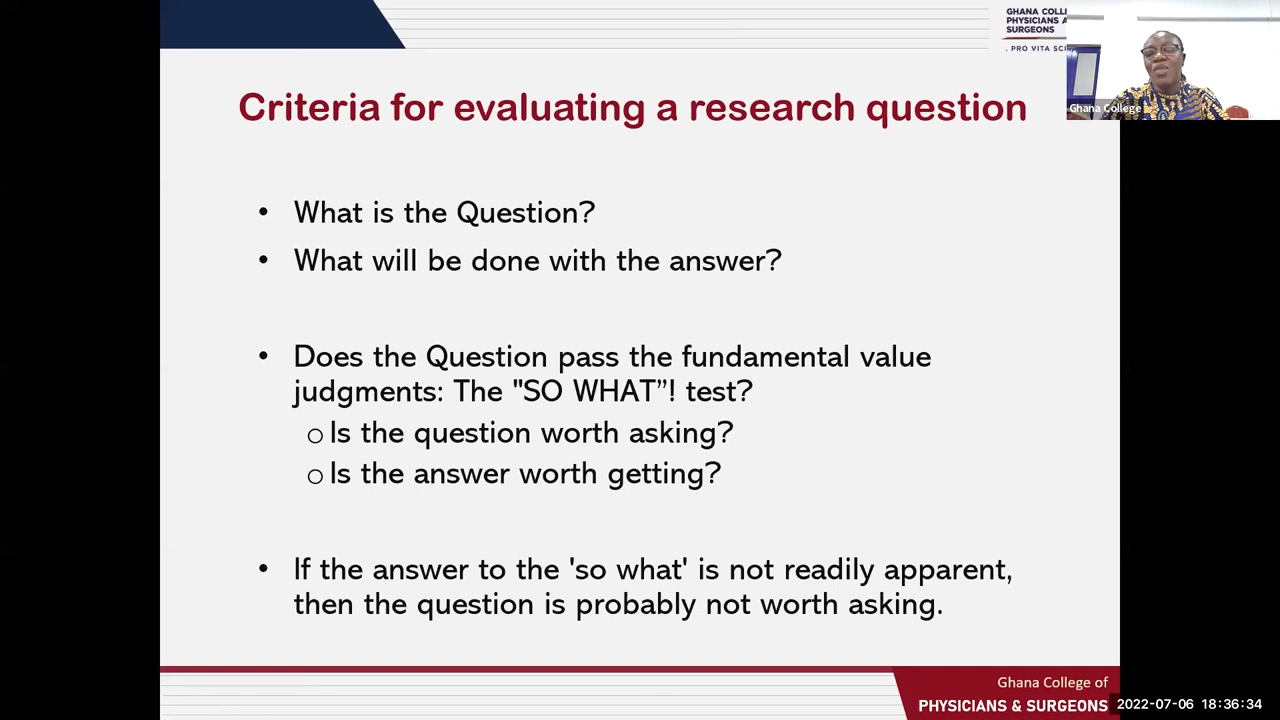 GHANA COLL
PHYSICIANS A
SURGEONS
. PRO VITA SCI
Ghana College
Criteria for evaluating a research question
• What is the Question?
• What will be done with the answer?
• Does the Question pass the fundamental value
judgments: The "SO WHAT”! test?
o Is the question worth asking?
o Is the answer worth getting?
• If the answer to the 'so what' is not readily apparent,
then the question is probably not worth asking.
Ghana College of
PHYSICIANS & SURGEONS
2022-07-06 18:36:34